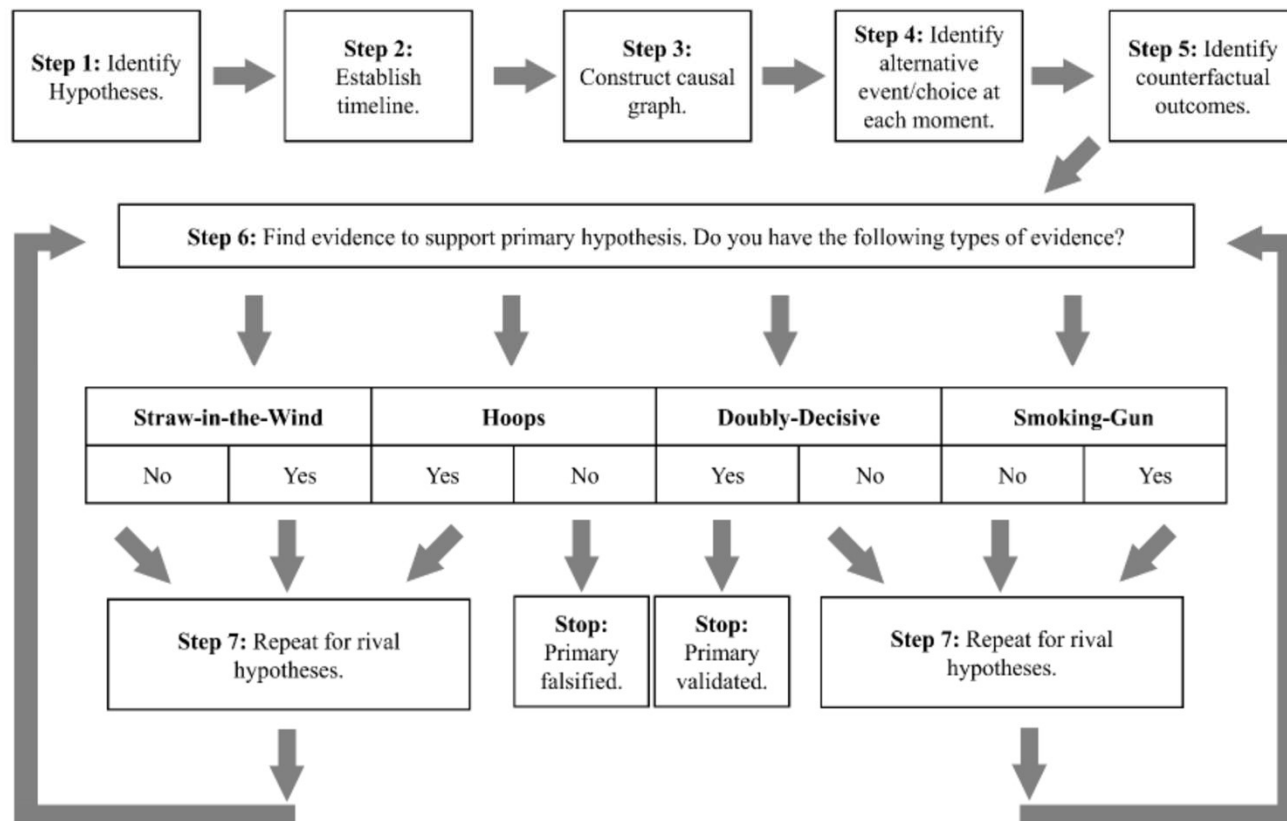 Step 1: Identify
Hypotheses.
Step 2:
Establish
timeline.
Step 3:
Construct causal
graph.
Step 4: Identify
alternative
event/choice at
each moment.
Step 5: Identify
counterfactual
outcomes.
Step 6: Find evidence to support primary hypothesis. Do you have the following types of evidence?
Straw-in-the-Wind
Hoops
Doubly-Decisive
Smoking-Gun
No
Yes
Yes
No
Yes
No
No
Yes
Step 7: Repeat for rival
hypotheses.
Stop:
Primary
falsified.
Stop:
Primary
validated.
Step 7: Repeat for rival
hypotheses.